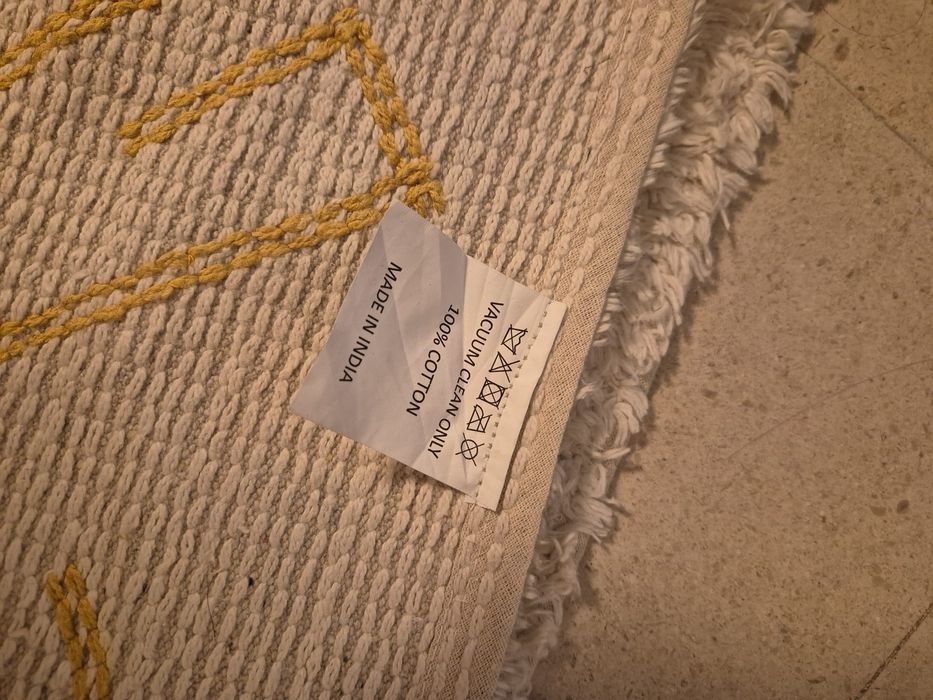 VACUUM CLEAN ONLY
100% COTTON
MADE IN INDIA